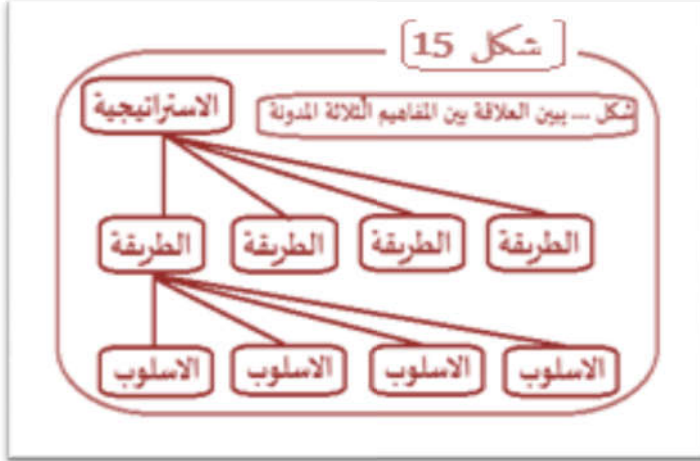 شكل 15
شكل .... يبين العلاقة بين المفاهيم الثلاثة المدونة
الاستراتيجية
الطريقة الطريقة الطريقة الطريقة
الاسلوب الاسلوب الاسلوب الاسلوب